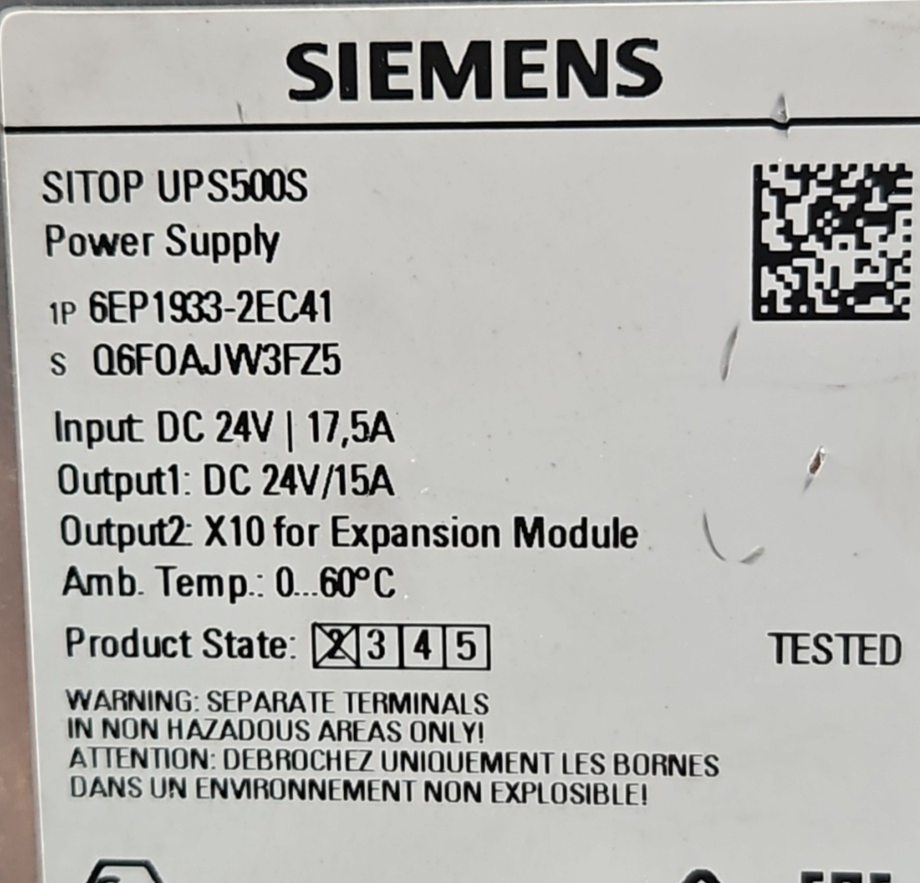 SIEMENS
SITOP UPS500S
Power Supply
1P 6EP1933-2EC41
S Q6F0AJW3FZ5
Input: DC 24V | 17,5A
Output1: DC 24V/15A
Output2: X10 for Expansion Module
Amb. Temp.: 0...60°C
Product State: 2 3 4 5
TESTED
WARNING: SEPARATE TERMINALS
IN NON HAZADOUS AREAS ONLY!
ATTENTION: DEBROCHEZ UNIQUEMENT LES BORNES
DANS UN ENVIRONNEMENT NON EXPLOSIBLE!